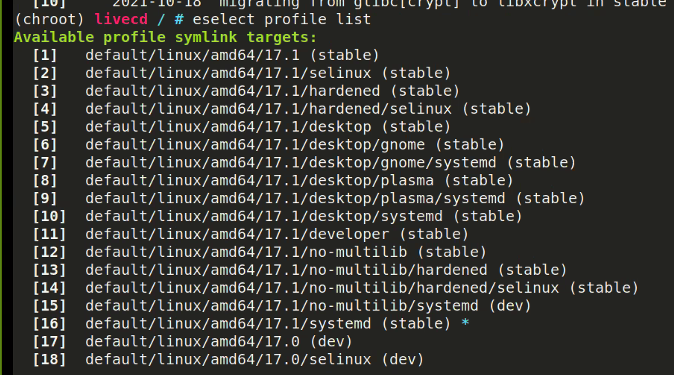 [10]     2021-10-18  migrating from glibc[crypt] to libxcrypt in stable
(chroot) livecd / # eselect profile list
Available profile symlink targets:
[1]   default/linux/amd64/17.1 (stable)
[2]   default/linux/amd64/17.1/selinux (stable)
[3]   default/linux/amd64/17.1/hardened (stable)
[4]   default/linux/amd64/17.1/hardened/selinux (stable)
[5]   default/linux/amd64/17.1/desktop (stable)
[6]   default/linux/amd64/17.1/desktop/gnome (stable)
[7]   default/linux/amd64/17.1/desktop/gnome/systemd (stable)
[8]   default/linux/amd64/17.1/desktop/plasma (stable)
[9]   default/linux/amd64/17.1/desktop/plasma/systemd (stable)
[10]  default/linux/amd64/17.1/desktop/systemd (stable)
[11]  default/linux/amd64/17.1/developer (stable)
[12]  default/linux/amd64/17.1/no-multilib (stable)
[13]  default/linux/amd64/17.1/no-multilib/hardened (stable)
[14]  default/linux/amd64/17.1/no-multilib/hardened/selinux (stable)
[15]  default/linux/amd64/17.1/no-multilib/systemd (dev)
[16]  default/linux/amd64/17.1/systemd (stable) *
[17]  default/linux/amd64/17.0 (dev)
[18]  default/linux/amd64/17.0/selinux (dev)